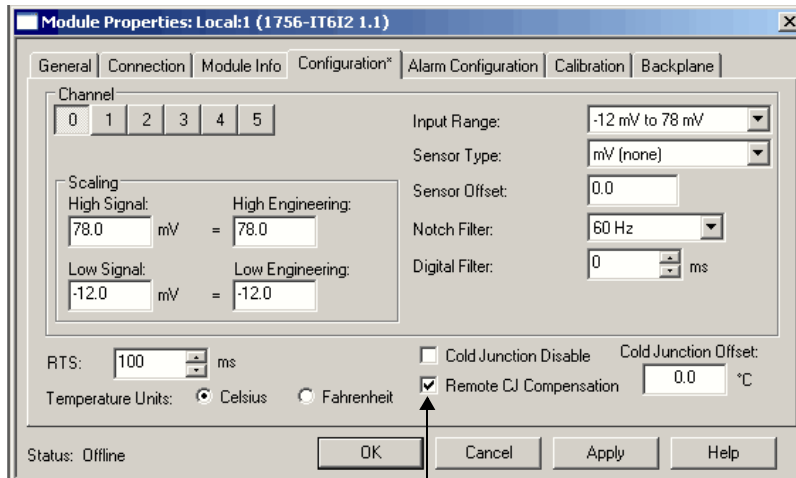 Module Properties: Local:1 (1756-IT6I2 1.1)
General Connection Module Info Configuration* Alarm Configuration Calibration Backplane
Channel
0 1 2 3 4 5
Input Range: -12 mV to 78 mV
Sensor Type: mV (none)
Scaling
Sensor Offset: 0.0
High Signal: High Engineering:
78.0 mV = 78.0
Notch Filter: 60 Hz
Low Signal: Low Engineering:
Digital Filter: 0 ms
-12.0 mV = -12.0
RTS: 100 ms
Cold Junction Disable
Cold Junction Offset:
Temperature Units: Celsius Fahrenheit
Remote CJ Compensation
0.0 °C
Status: Offline
OK Cancel Apply Help